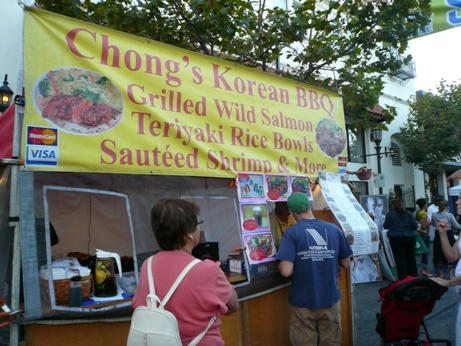 Chong's Korean BBQ
Grilled Wild Salmon
Teriyaki Rice Bowls
Sautéed Shrimp & More
MasterCard
VISA